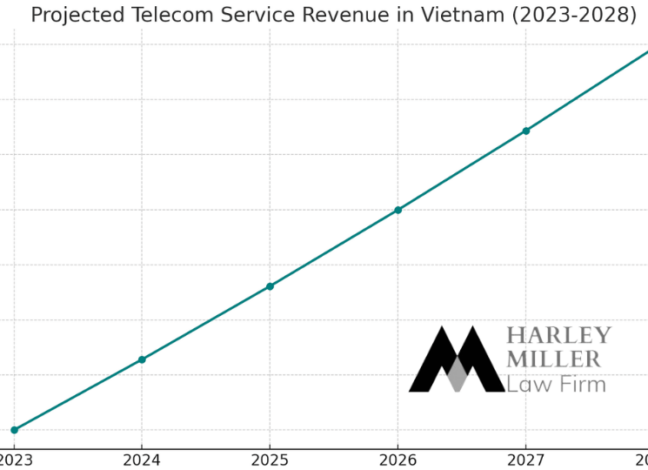 Projected Telecom Service Revenue in Vietnam (2023-2028)
HARLEY
MILLER
Law Firm
2024 2025 2026 2027